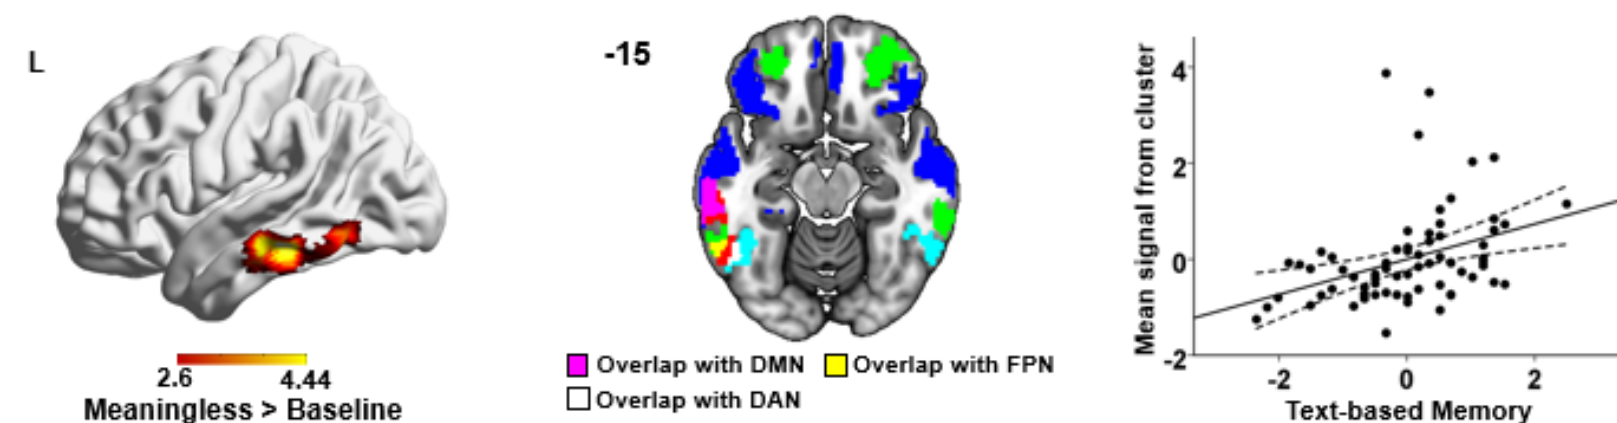 L
2.6 4.44
Meaningless > Baseline
-15
Overlap with DMN Overlap with FPN
Overlap with DAN
Mean signal from cluster
4
2
0
-2
-2 0 2
Text-based Memory